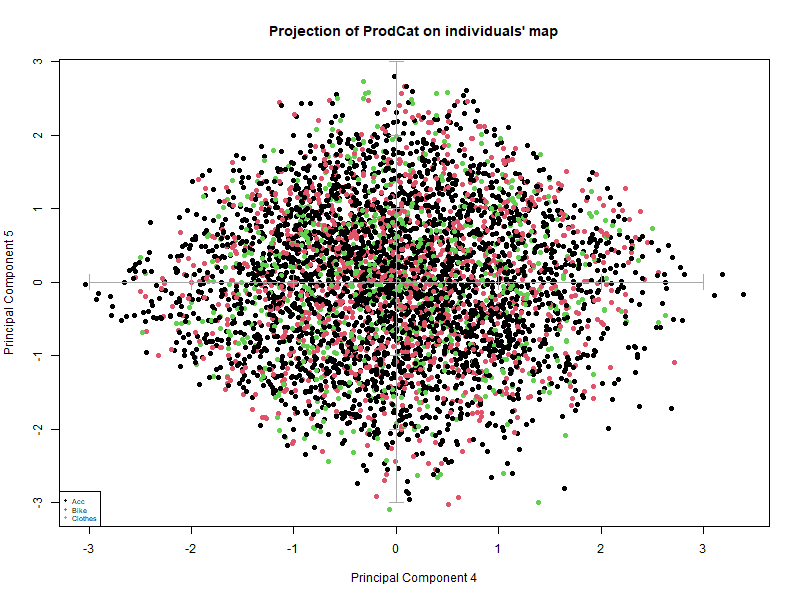 Projection of ProdCat on individuals' map
Principal Component 5
3
2
1
0
-1
-2
-3
Acc
Bike
Clothes
-3
-2
-1
0
1
2
3
Principal Component 4